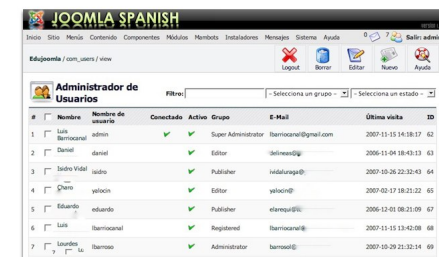 JOOMLA SPANISH
Inicio Sitio Menús Contenido Componentes Módulos Mambots Instaladores Mensajes Sistema Ayuda 0 7 Salir: admi
Edujoomla / com_users / view
Logout Borrar Editar Nuevo Ayuda
Administrador de Usuarios
Filtro: - Selecciona un grupo - - Selecciona un estado -
# Nombre Nombre de usuario Conectado Activo Grupo E-Mail Última visita ID
1 Luis Barriocanal admin Super Administrator lbarriocanal@gmail.com 2007-11-15 14:18:17 62
2 Daniel daniel Editor 2006-11-04 18:43:13 63
3 Isidro Vidal isidro Publisher 2007-10-26 22:32:43 64
4 Charo yalocin Editor yalocin@ 2007-02-17 18:21:22 65
5 Eduardo eduardo Publisher 2006-12-01 08:21:09 67
6 Luis lbarriocanal Registered lbarriocanal@ 2007-11-15 13:42:08 68
7 Lourdes lbarroso Administrator barrosol@ 2007-10-29 21:32:14 69